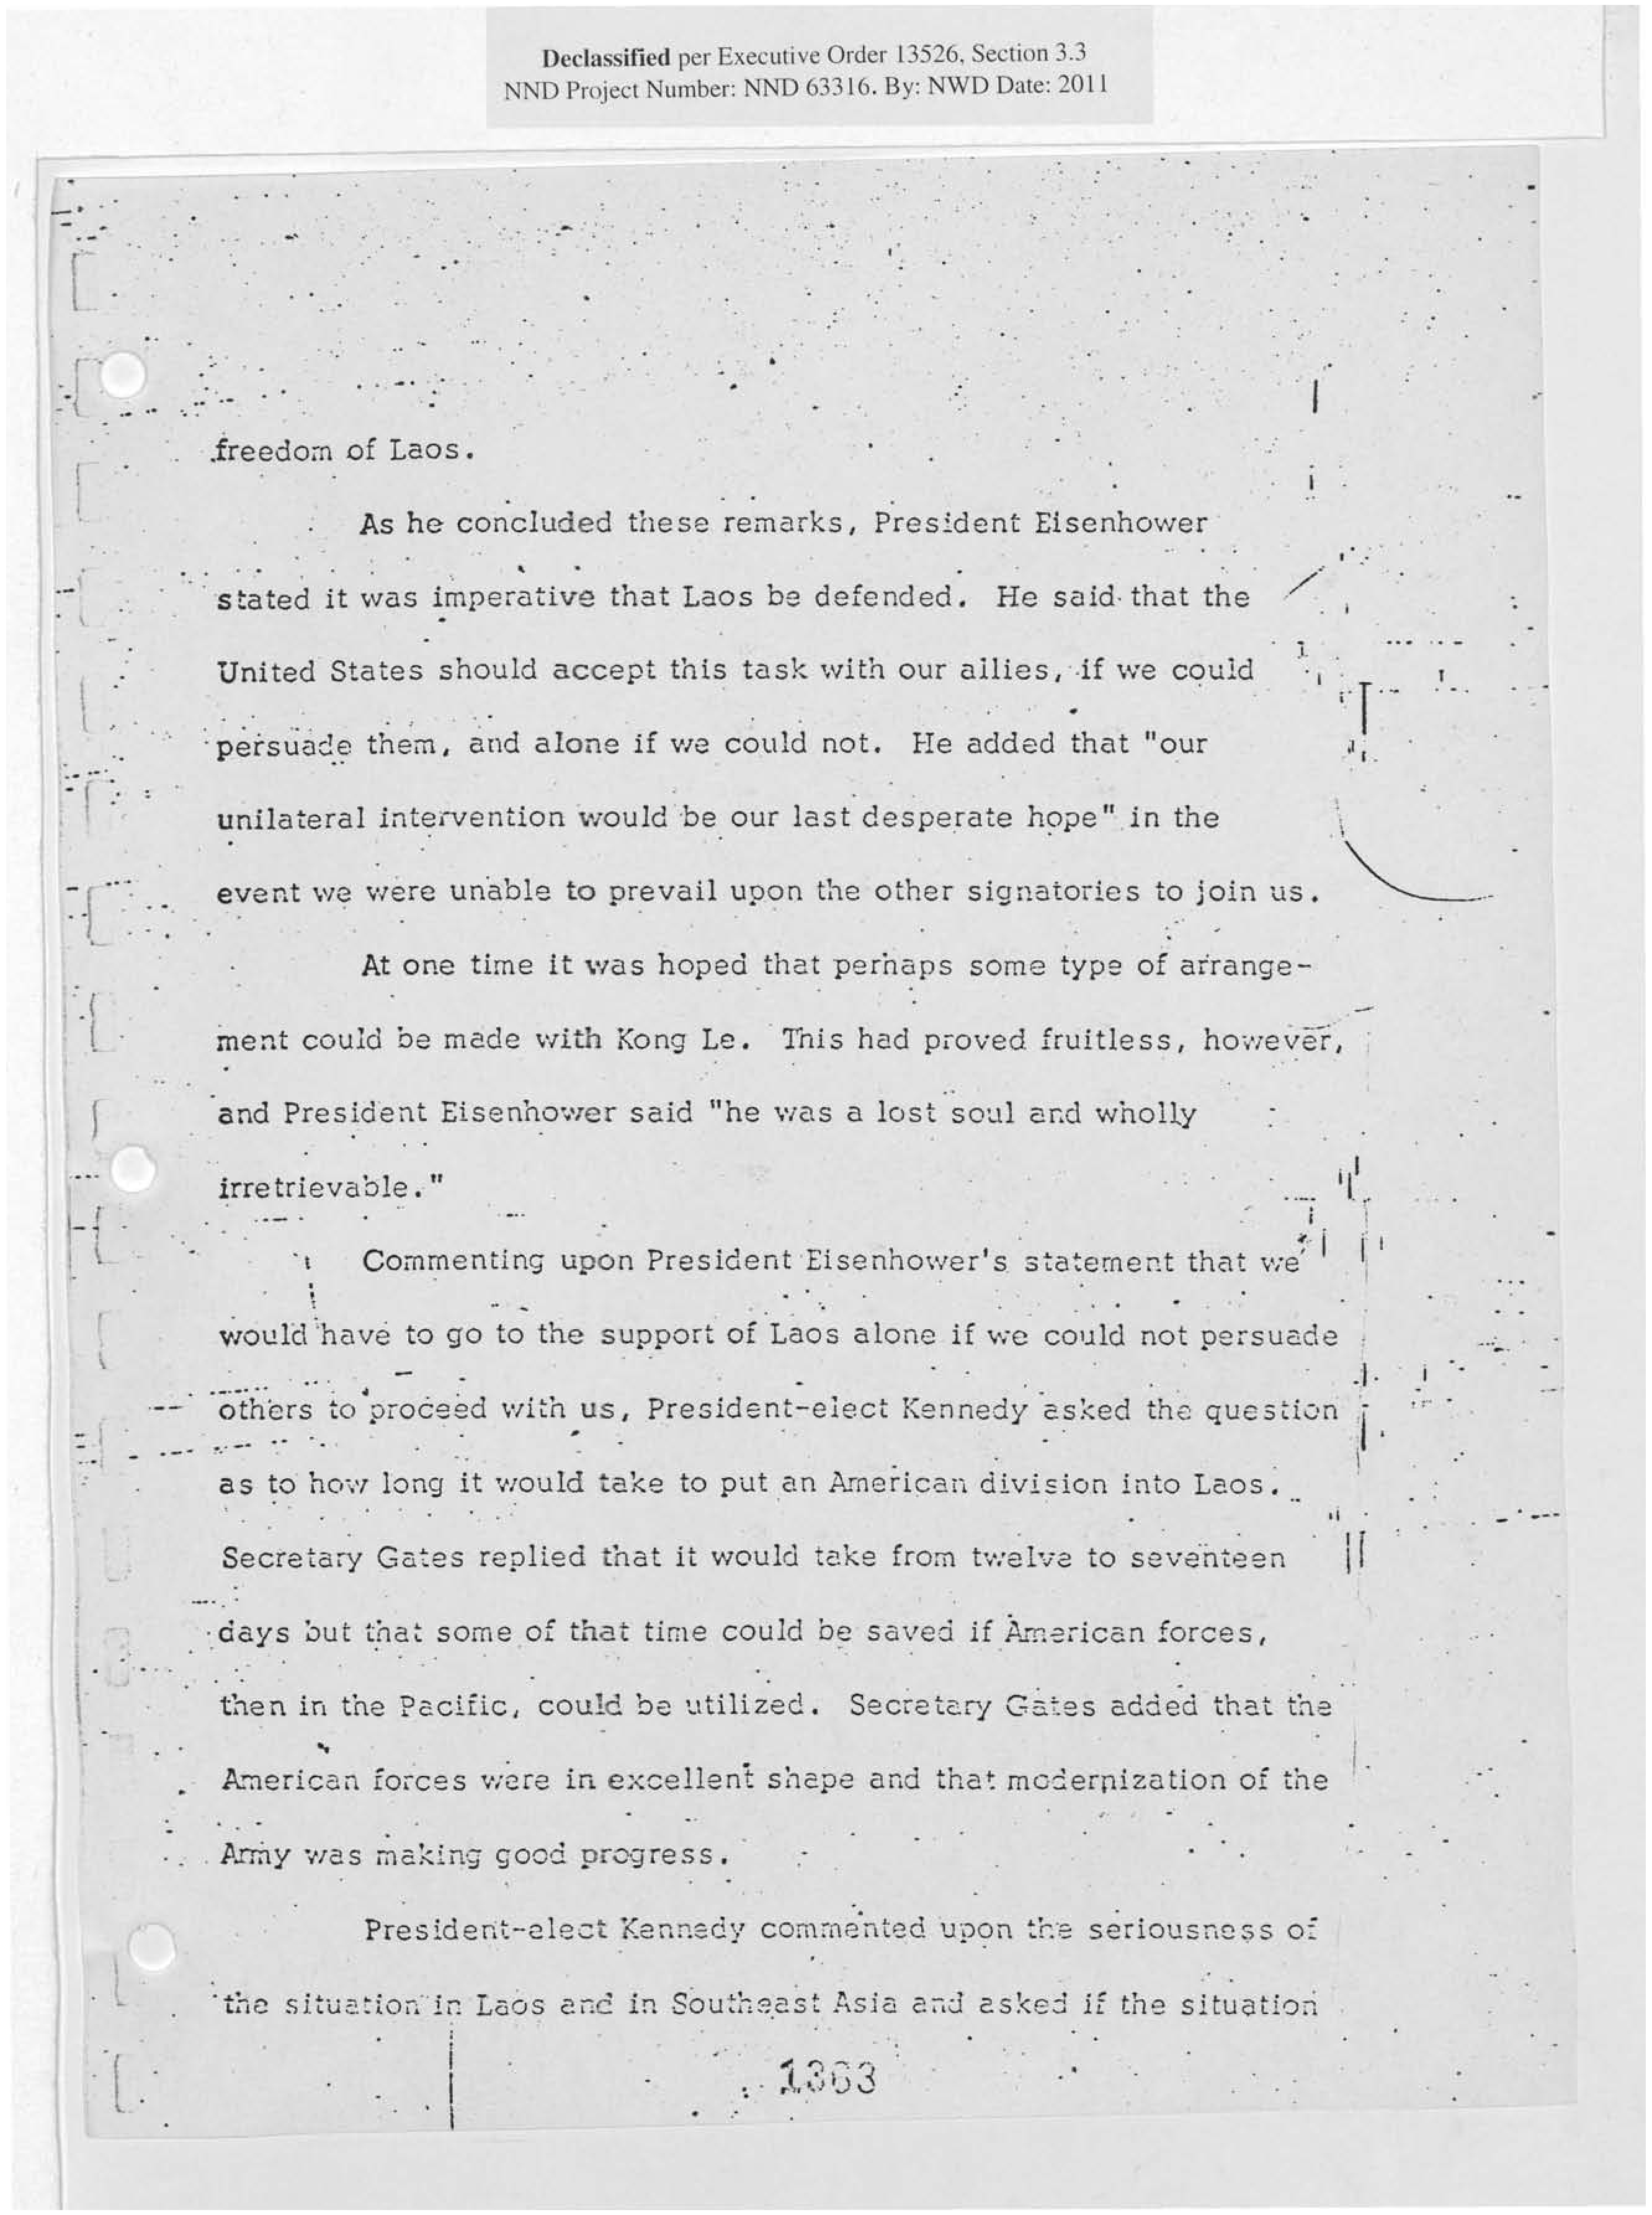 Declassified per Executive Order 13526, Section 3.3
NND Project Number: NND 63316. By: NWD Date: 2011
freedom of Laos.
As he concluded these remarks, President Eisenhower
stated it was imperative that Laos be defended. He said that the
United States should accept this task with our allies, if we could
persuade them, and alone if we could not. He added that "our
unilateral intervention would be our last desperate hope" in the
event we were unable to prevail upon the other signatories to join us.
At one time it was hoped that perhaps some type of arrange-
ment could be made with Kong Le. This had proved fruitless, however,
and President Eisenhower said "he was a lost soul and wholly
irretrievable."
Commenting upon President Eisenhower's statement that we
would have to go to the support of Laos alone if we could not persuade
others to proceed with us, President-elect Kennedy asked the question
as to how long it would take to put an American division into Laos.
Secretary Gates replied that it would take from twelve to seventeen
days but that some of that time could be saved if American forces,
then in the Pacific, could be utilized. Secretary Gates added that the
American forces were in excellent shape and that modernization of the
Army was making good progress.
President-elect Kennedy commented upon the seriousness of
the situation in Laos and in Southeast Asia and asked if the situation
1363